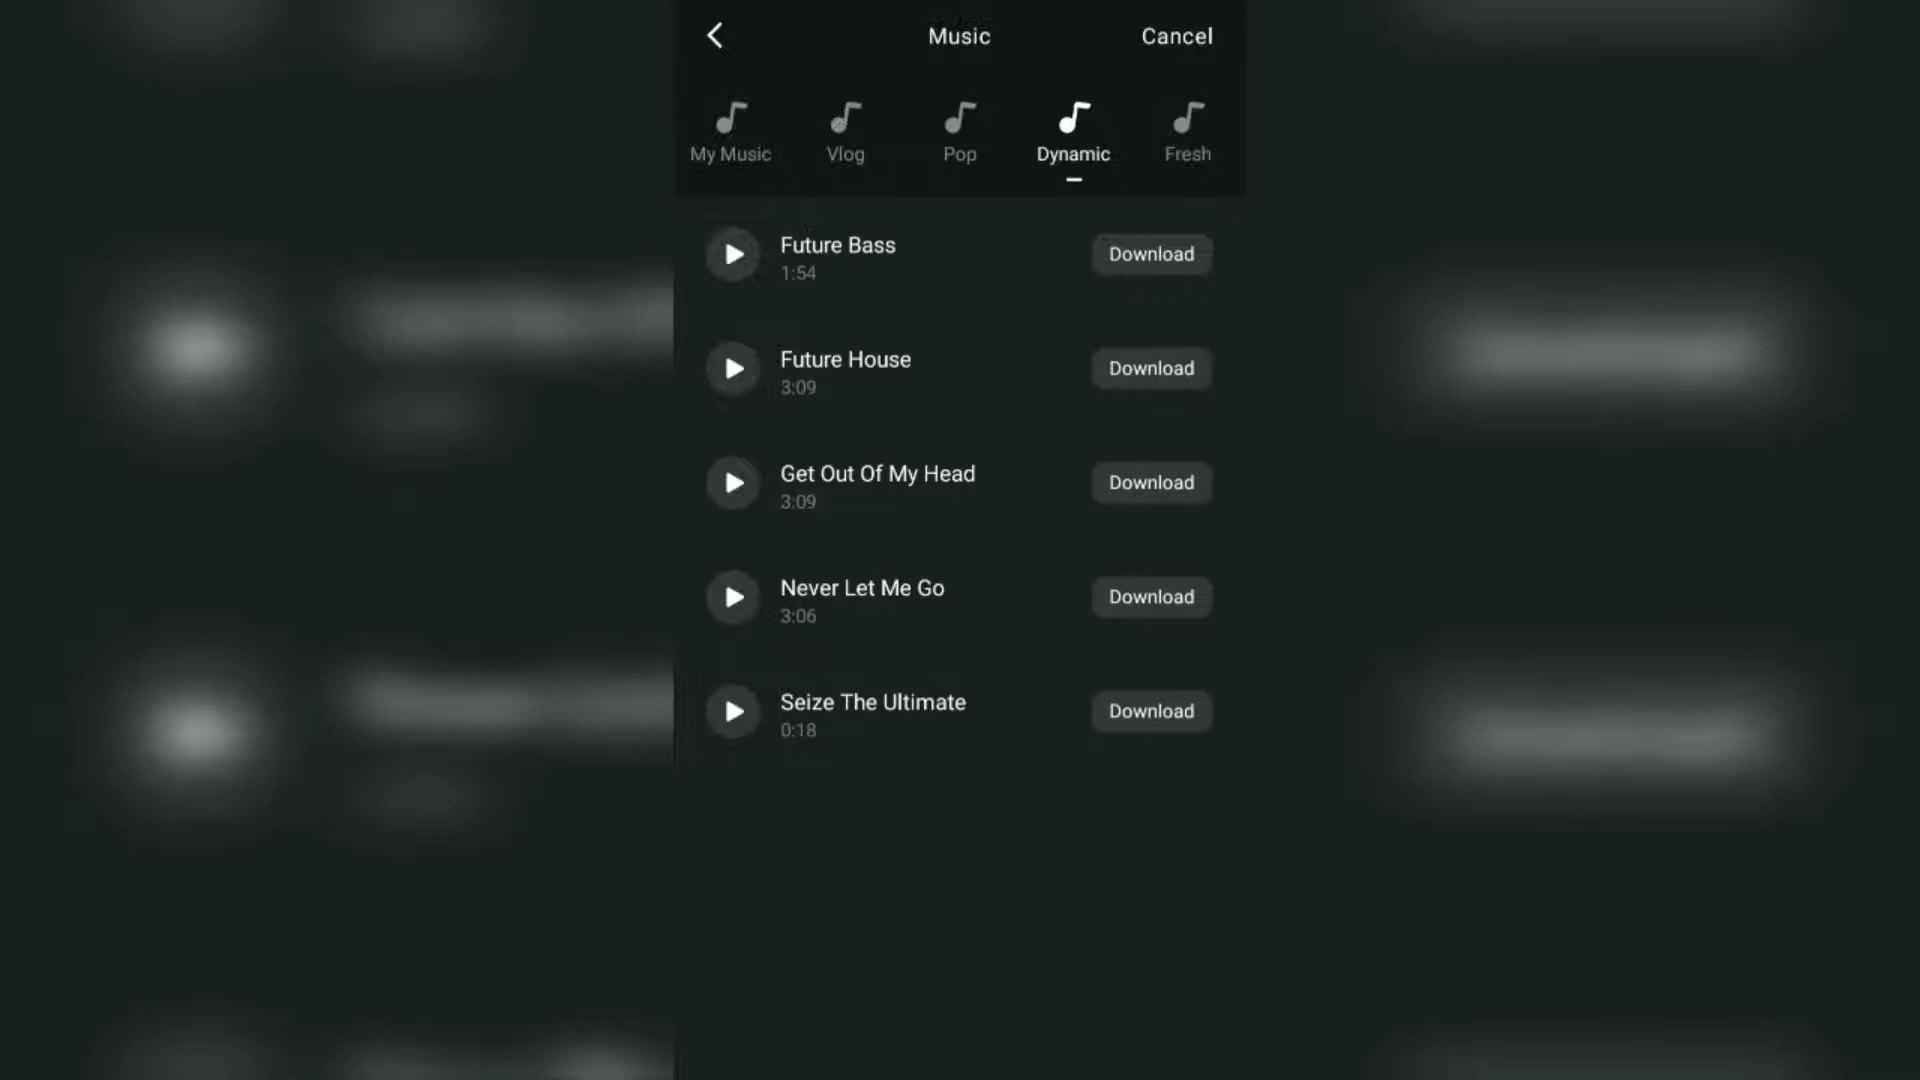 Music
Cancel
My Music
Vlog
Pop
Dynamic
Fresh
Future Bass
1:54
Download
Future House
3:09
Download
Get Out Of My Head
3:09
Download
Never Let Me Go
3:06
Download
Seize The Ultimate
0:18
Download